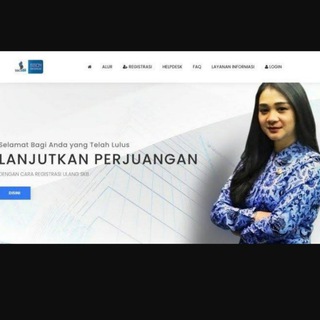 ALUR REGISTRASI HELPDESK FAQ LAYANAN INFORMASI LOGIN
Selamat Bagi Anda yang Telah Lulus
LANJUTKAN PERJUANGAN
DENGAN CARA REGISTRASI ULANG SKB